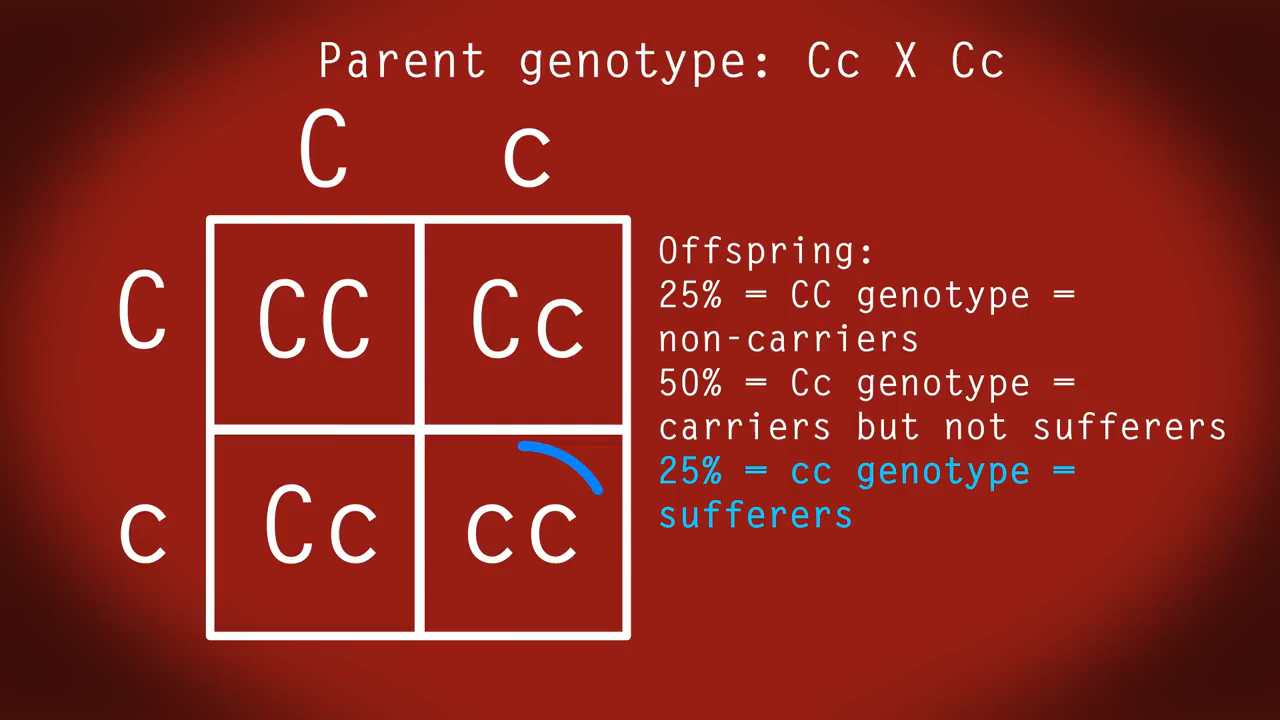 Parent genotype: Cc X Cc
C c
C CC Cc
c Cc cc
Offspring:
25% = CC genotype =
non-carriers
50% = Cc genotype =
carriers but not sufferers
25% = cc genotype =
sufferers